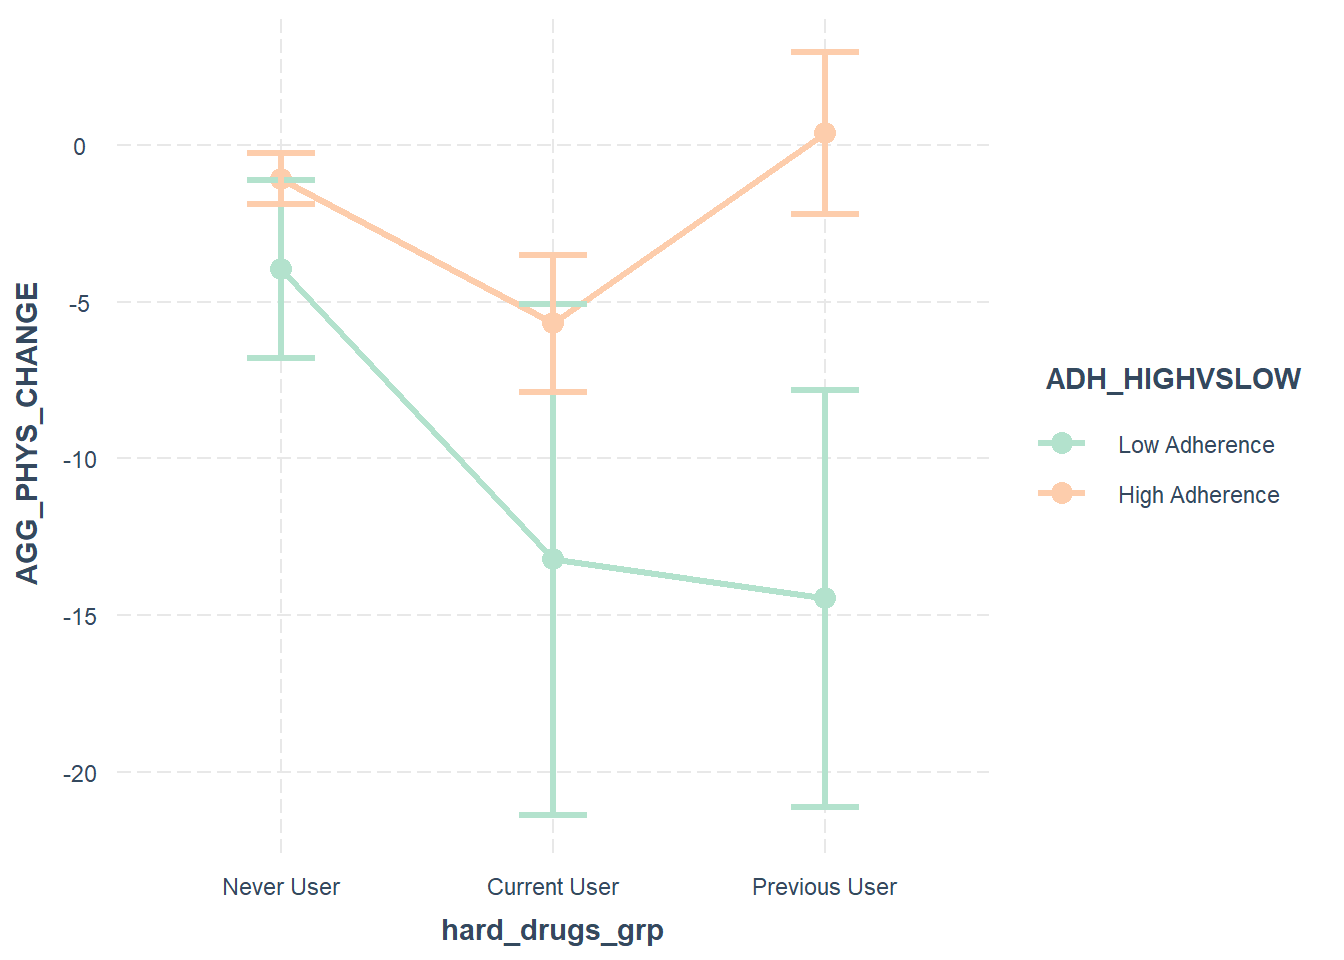 AGG_PHYS_CHANGE
0
-5
-10
-15
-20
Never User
Current User
Previous User
hard_drugs_grp
ADH_HIGHVSLOW
Low Adherence
High Adherence